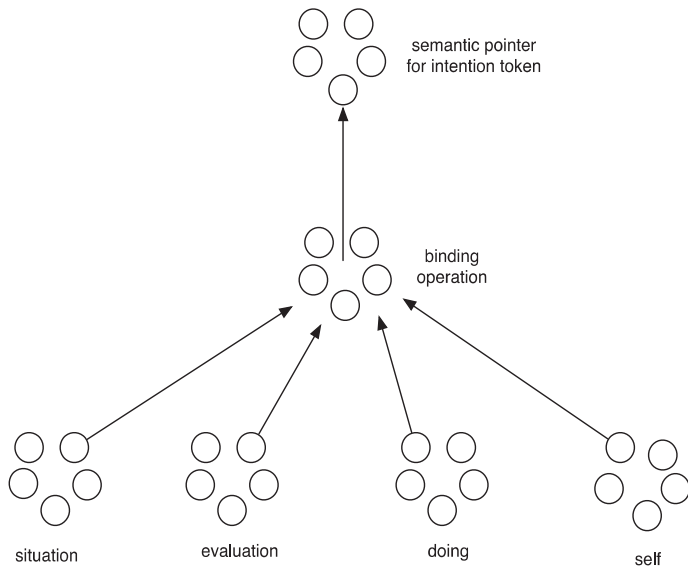 semantic pointer
for intention token
binding
operation
situation
evaluation
doing
self